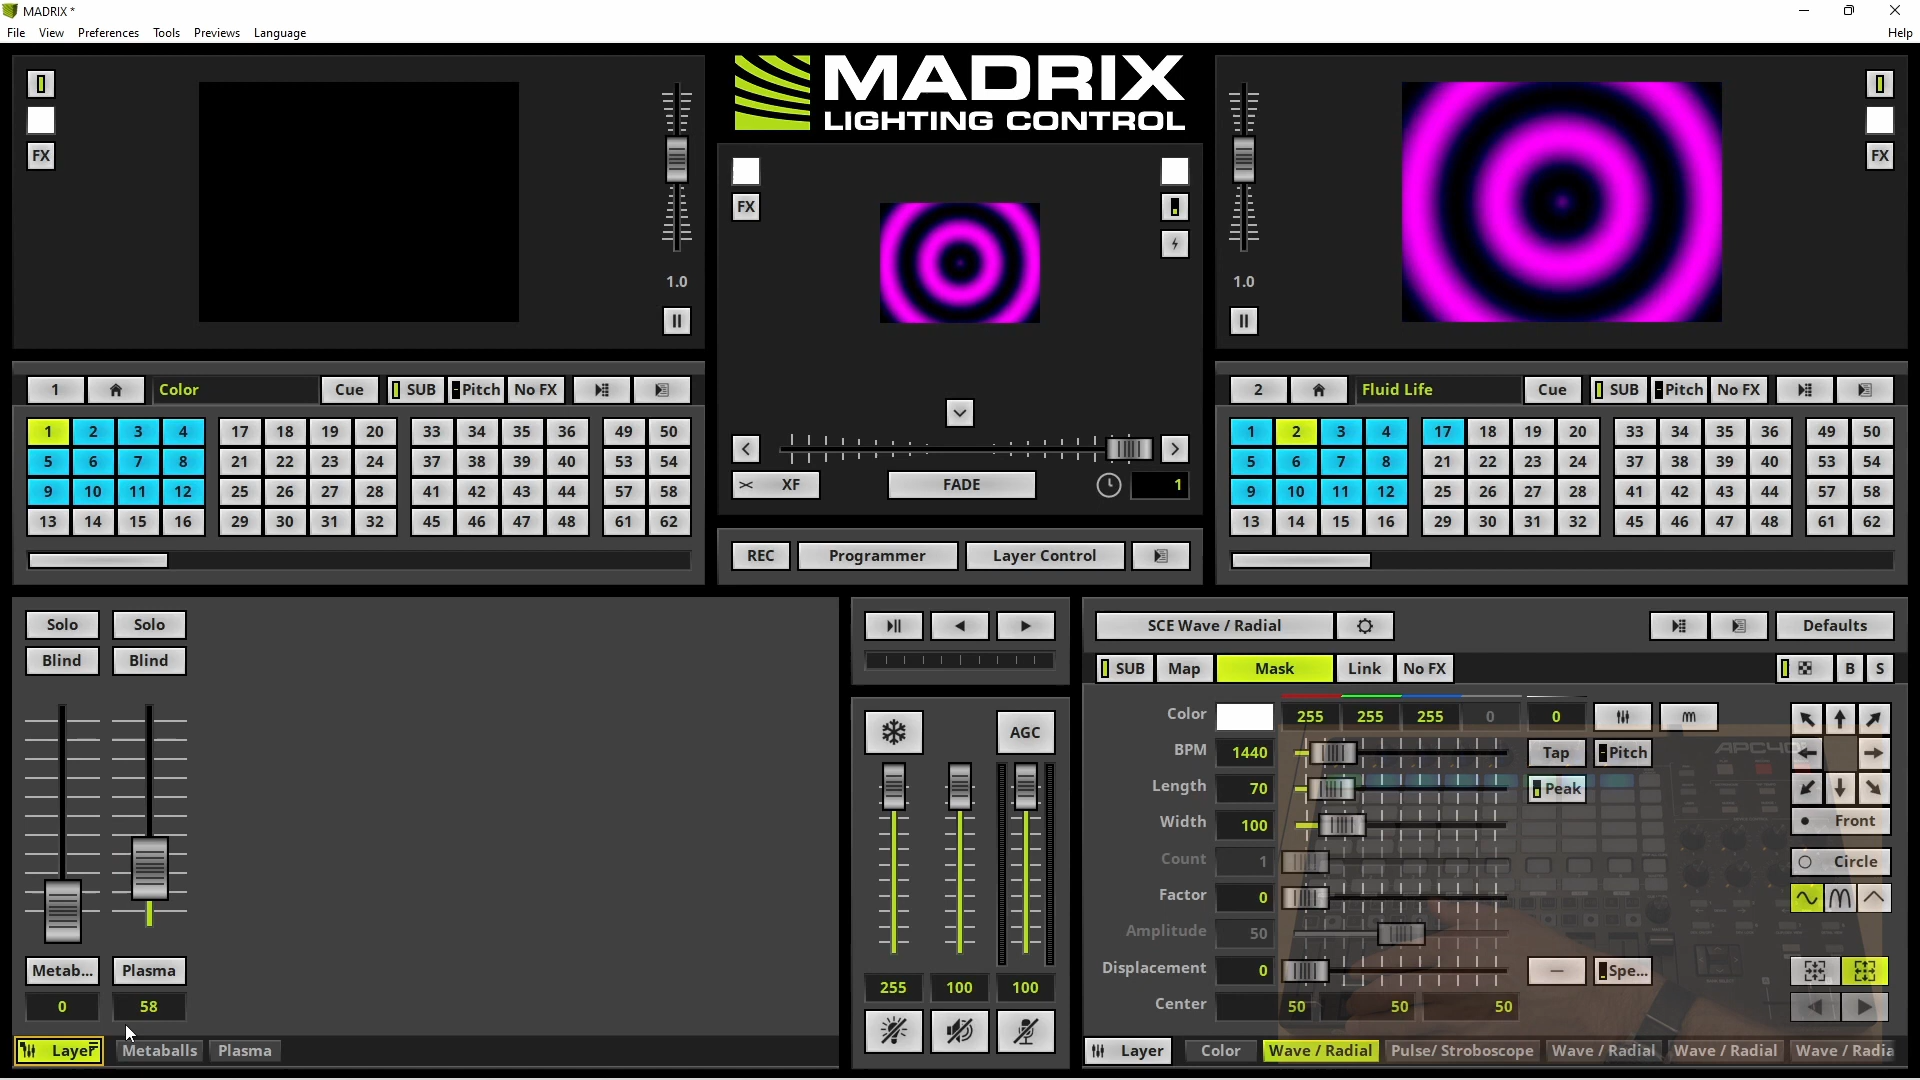 MADRIX *
File View Preferences Tools Previews Language Help
MADRIX
LIGHTING CONTROL
FX FX FX
1.0 1.0
1 Color Cue SUB Pitch No FX
1 2 3 4 17 18 19 20 33 34 35 36 49 50
5 6 7 8 21 22 23 24 37 38 39 40 53 54
9 10 11 12 25 26 27 28 41 42 43 44 57 58
13 14 15 16 29 30 31 32 45 46 47 48 61 62
XF FADE 1
REC Programmer Layer Control
2 Fluid Life Cue SUB Pitch No FX
1 2 3 4 17 18 19 20 33 34 35 36 49 50
5 6 7 8 21 22 23 24 37 38 39 40 53 54
9 10 11 12 25 26 27 28 41 42 43 44 57 58
13 14 15 16 29 30 31 32 45 46 47 48 61 62
Solo Solo
Blind Blind
Metab... Plasma
0 58
Layer Metaballs Plasma
AGC
255 100 100
SCE Wave / Radial Defaults
SUB Map Mask Link No FX B S
Color 255 255 255 0 0
BPM 1440 Tap Pitch
APC40
Length 70 Peak
Width 100 Front
Count 1 Circle
Factor 0
Amplitude 50
Displacement 0 — Spe...
Center 50 50 50
Layer Color Wave / Radial Pulse/ Stroboscope Wave / Radial Wave / Radial Wave / Radia